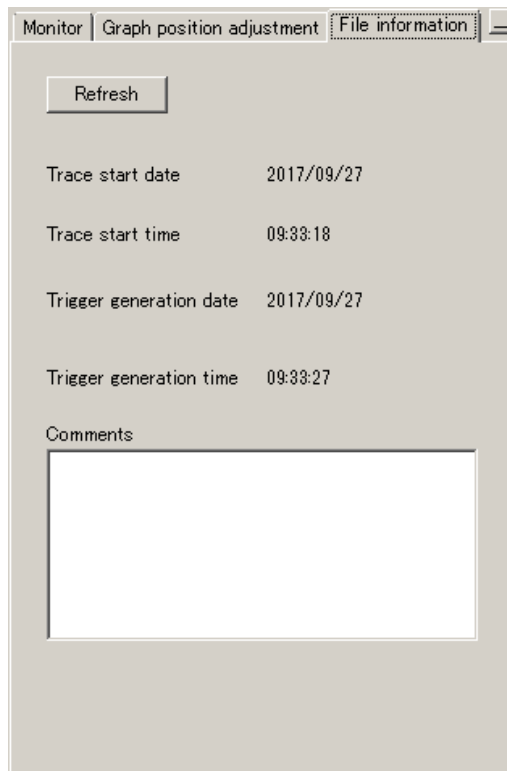 Monitor Graph position adjustment File information
Refresh
Trace start date 2017/09/27
Trace start time 09:33:18
Trigger generation date 2017/09/27
Trigger generation time 09:33:27
Comments